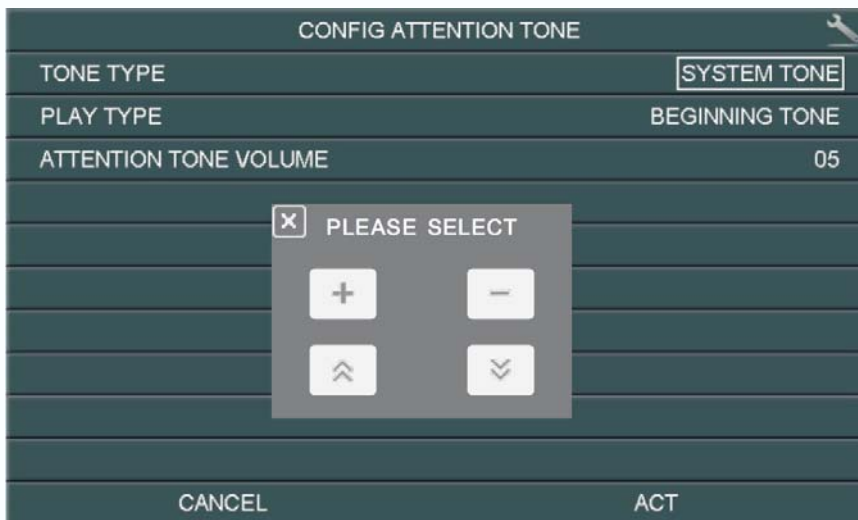 CONFIG ATTENTION TONE
TONE TYPE SYSTEM TONE
PLAY TYPE BEGINNING TONE
ATTENTION TONE VOLUME 05
X PLEASE SELECT
+ -
CANCEL ACT